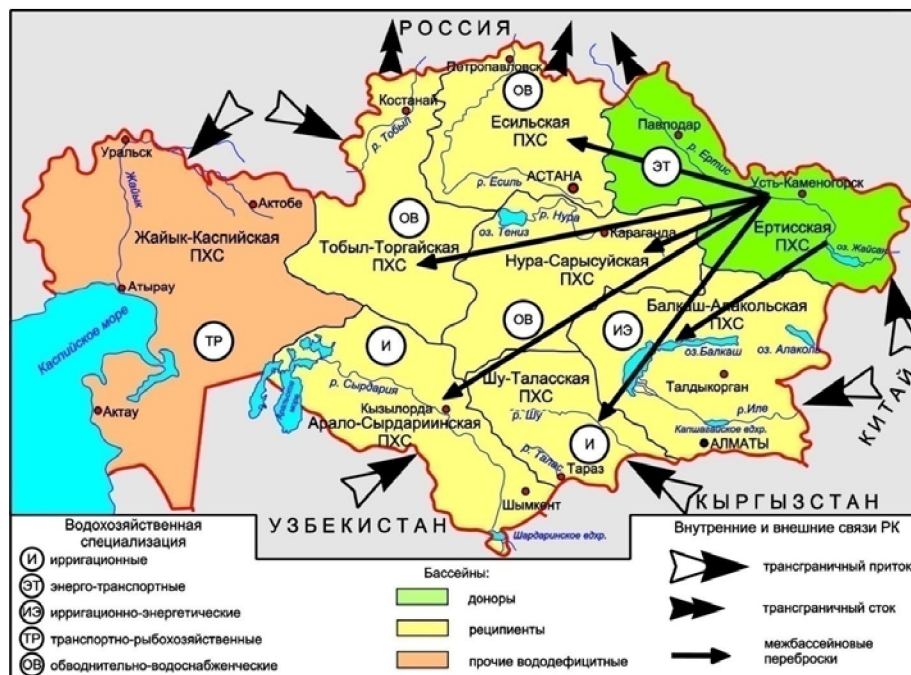 РОССИЯ
Петропавловск
Костанай
р. Тобыл
ОВ
Есильская
ПХС
Павлодар
р. Ертис
ЭТ
Уральск
Жайык
Актобе
АСТАНА
р. Есиль
Усть-Каменогорск
ОВ
оз. Тениз
р. Нура
Караганда
Ертисская
ПХС
оз. Жайсан
Жайык-Каспийская
ПХС
Тобыл-Торгайская
ПХС
Нура-Сарысуйская
ПХС
Атырау
Каспийское море
ТР
И
ОВ
ИЭ
Балкаш-Алакольская
ПХС
оз.Балкаш
оз. Алаколь
Актау
Аральское
море
р. Сырдария
Шу-Таласская
ПХС
Талдыкорган
КИТАЙ
Кызылорда
Арало-Сырдариинская
ПХС
р. Шу
р.Иле
Капшагайское вдхр.
И
АЛМАТЫ
р. Талас
Тараз
Шымкент
УЗБЕКИСТАН
КЫРГЫЗСТАН
Шардаринское вдхр.
Водохозяйственная
специализация
И ирригационные
ЭТ энерго-транспортные
ИЭ ирригационно-энергетические
ТР транспортно-рыбохозяйственные
ОВ обводнительно-водоснабженческие
Бассейны:
доноры
реципиенты
прочие вододефицитные
Внутренние и внешние связи РК
трансграничный приток
трансграничный сток
межбассейновые
переброски